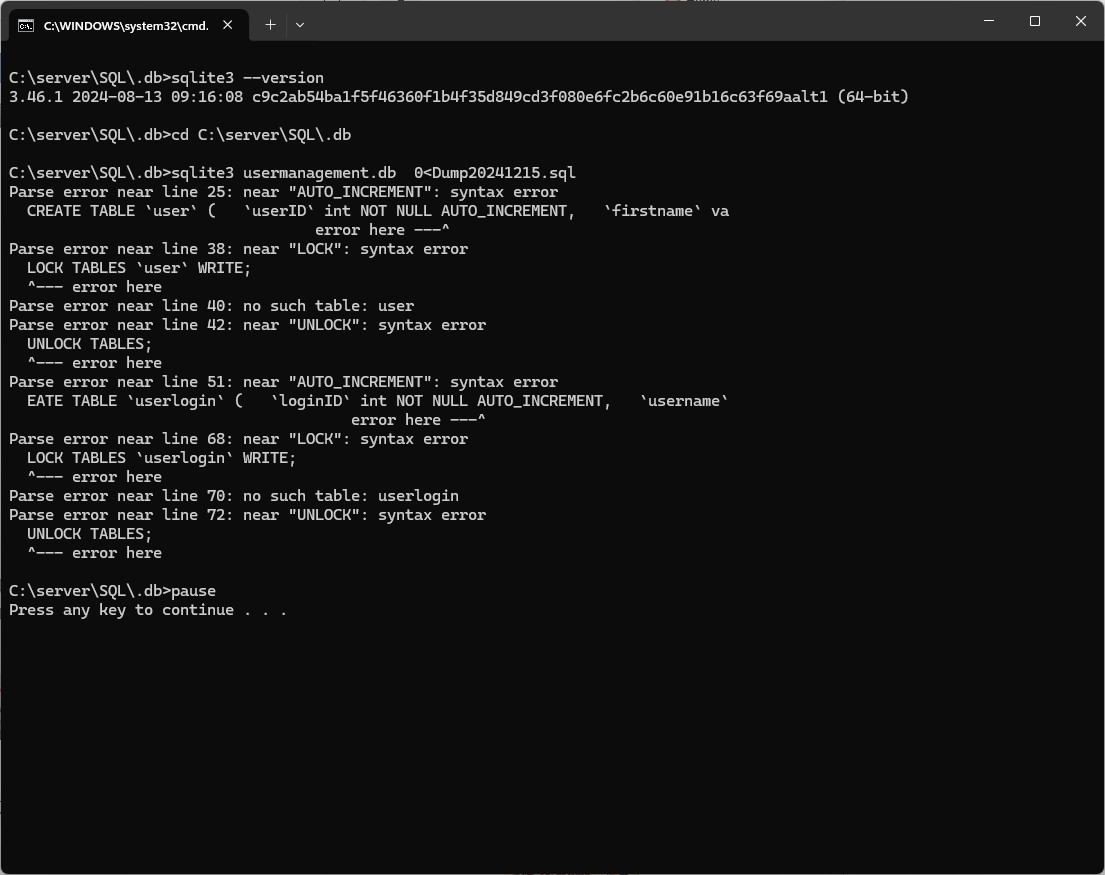 C:\WINDOWS\system32\cmd.
C:\server\SQL\.db>sqlite3 --version
3.46.1 2024-08-13 09:16:08 c9c2ab54ba1f5f46360f1b4f35d849cd3f080e6fc2b6c60e91b16c63f69aalt1 (64-bit)
C:\server\SQL\.db>cd C:\server\SQL\.db
C:\server\SQL\.db>sqlite3 usermanagement.db  0<Dump20241215.sql
Parse error near line 25: near "AUTO_INCREMENT": syntax error
  CREATE TABLE `user` (   `userID` int NOT NULL AUTO_INCREMENT,   `firstname` va
                                  error here ---^
Parse error near line 38: near "LOCK": syntax error
  LOCK TABLES `user` WRITE;
  ^--- error here
Parse error near line 40: no such table: user
Parse error near line 42: near "UNLOCK": syntax error
  UNLOCK TABLES;
  ^--- error here
Parse error near line 51: near "AUTO_INCREMENT": syntax error
  EATE TABLE `userlogin` (   `loginID` int NOT NULL AUTO_INCREMENT,   `username`
                                      error here ---^
Parse error near line 68: near "LOCK": syntax error
  LOCK TABLES `userlogin` WRITE;
  ^--- error here
Parse error near line 70: no such table: userlogin
Parse error near line 72: near "UNLOCK": syntax error
  UNLOCK TABLES;
  ^--- error here
C:\server\SQL\.db>pause
Press any key to continue . . .